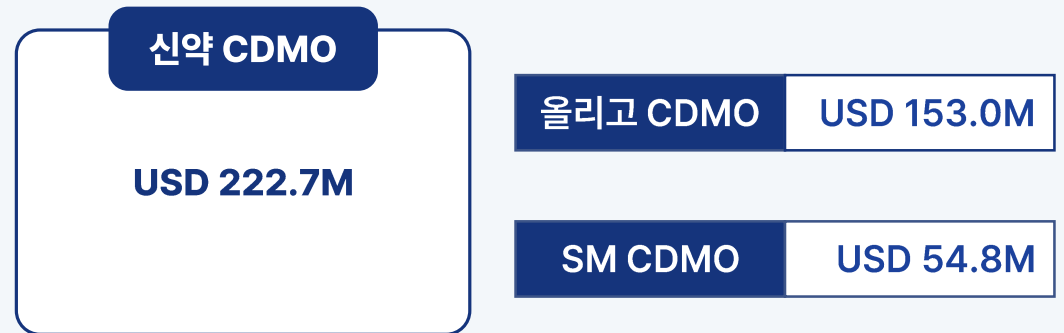 신약 CDMO
USD 222.7M
올리고 CDMO
USD 153.0M
SM CDMO
USD 54.8M